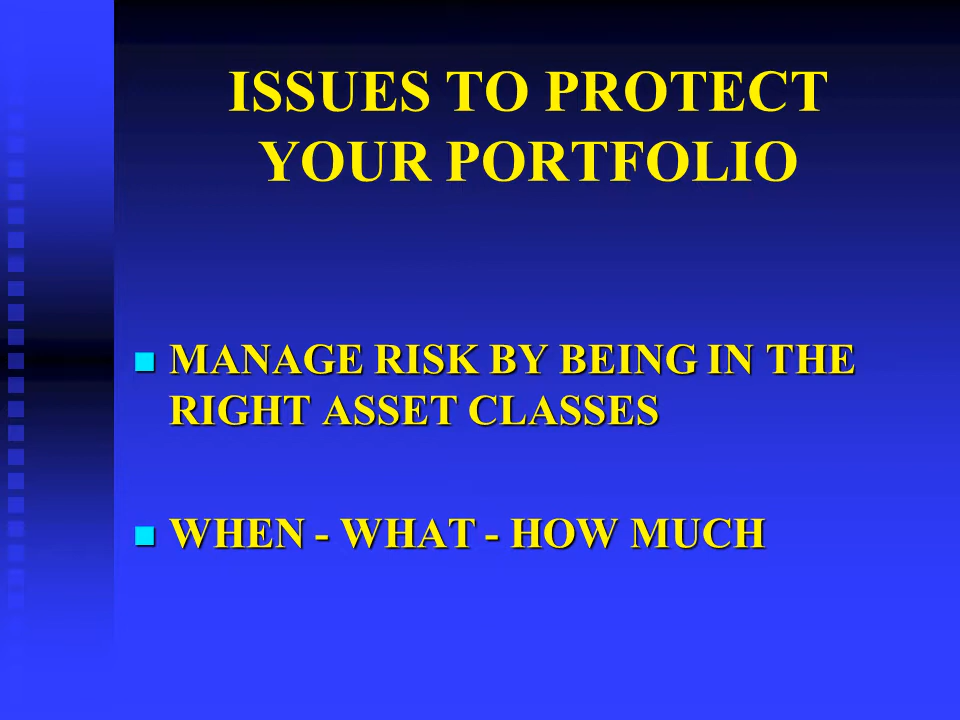 ISSUES TO PROTECT
YOUR PORTFOLIO
MANAGE RISK BY BEING IN THE
RIGHT ASSET CLASSES
WHEN - WHAT - HOW MUCH